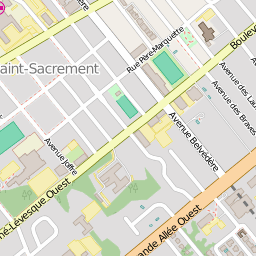 Rue Père-Marquette
Boulev
aint-Sacrement
Avenue des Lau
Avenue des Braves
Avenue Joffre
Avenue Belvédère
né-Lévesque Ouest
ande Allée Ouest